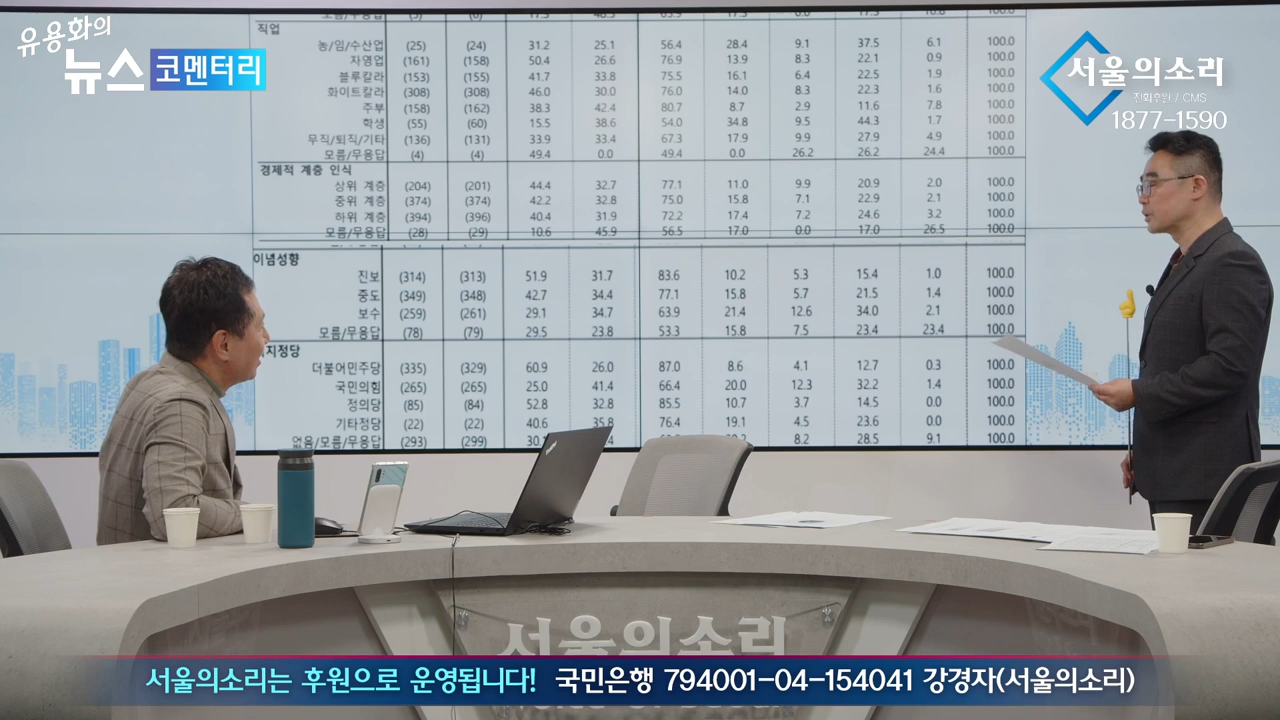 유용화의
뉴스 코멘터리
서울의소리
전화후원 / CMS
1877-1590
직업
농/임/수산업 (25) (24) 31.2 25.1 56.4 28.4 9.1 37.5 6.1 100.0
자영업 (161) (158) 50.4 26.6 76.9 13.9 8.3 22.1 0.9 100.0
블루칼라 (153) (155) 41.7 33.8 75.5 16.1 6.4 22.5 1.9 100.0
화이트칼라 (308) (308) 46.0 30.0 76.0 14.0 8.3 22.3 1.6 100.0
주부 (158) (162) 38.3 42.4 80.7 8.7 2.9 11.6 7.8 100.0
학생 (55) (60) 15.5 38.6 54.0 34.8 9.5 44.3 1.7 100.0
무직/퇴직/기타 (136) (131) 33.9 33.4 67.3 17.9 9.9 27.9 4.9 100.0
모름/무응답 (4) (4) 49.4 0.0 49.4 0.0 26.2 26.2 24.4 100.0
경제적 계층 인식
상위 계층 (204) (201) 44.4 32.7 77.1 11.0 9.9 20.9 2.0 100.0
중위 계층 (374) (374) 42.2 32.8 75.0 15.8 7.1 22.9 2.1 100.0
하위 계층 (394) (396) 40.4 31.9 72.2 17.4 7.2 24.6 3.2 100.0
모름/무응답 (28) (29) 10.6 45.9 56.5 17.0 0.0 17.0 26.5 100.0
이념성향
진보 (314) (313) 51.9 31.7 83.6 10.2 5.3 15.4 1.0 100.0
중도 (349) (348) 42.7 34.4 77.1 15.8 5.7 21.5 1.4 100.0
보수 (259) (261) 29.1 34.7 63.9 21.4 12.6 34.0 2.1 100.0
모름/무응답 (78) (79) 29.5 23.8 53.3 15.8 7.5 23.4 23.4 100.0
지정당
더불어민주당 (335) (329) 60.9 26.0 87.0 8.6 4.1 12.7 0.3 100.0
국민의힘 (265) (265) 25.0 41.4 66.4 20.0 12.3 32.2 1.4 100.0
정의당 (85) (84) 52.8 32.8 85.5 10.7 3.7 14.5 0.0 100.0
기타정당 (22) (22) 40.6 35.8 76.4 19.1 4.5 23.6 0.0 100.0
없음/모름/무응답 (293) (299) 8.2 28.5 9.1 100.0
서울의소리
서울의소리는 후원으로 운영됩니다! 국민은행 794001-04-154041 강경자(서울의소리)